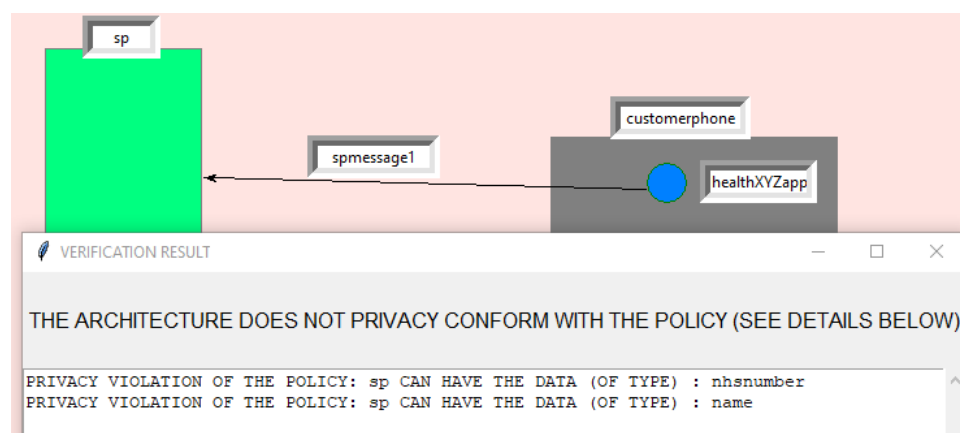 sp
customerphone
spmessage1
healthXYZapp
VERIFICATION RESULT
THE ARCHITECTURE DOES NOT PRIVACY CONFORM WITH THE POLICY (SEE DETAILS BELOW)
PRIVACY VIOLATION OF THE POLICY: sp CAN HAVE THE DATA (OF TYPE) : nhsnumber
PRIVACY VIOLATION OF THE POLICY: sp CAN HAVE THE DATA (OF TYPE) : name